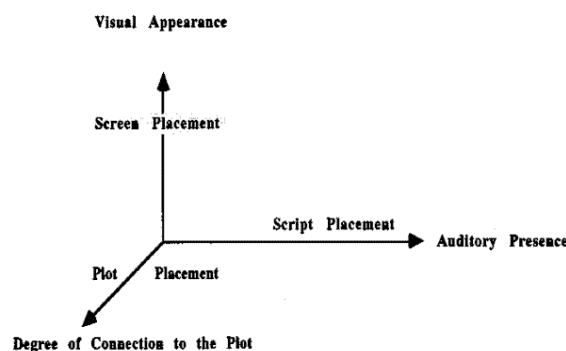 Visual Appearance
Screen Placement
Script Placement
Auditory Presence
Plot Placement
Degree of Connection to the Plot